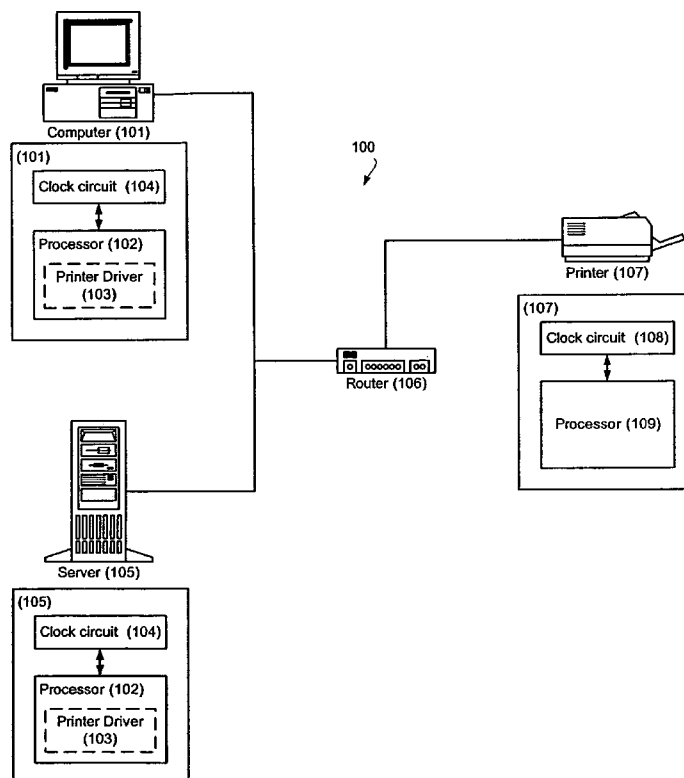 Computer (101)
(101)
Clock circuit (104)
Processor (102)
Printer Driver
(103)
100
Printer (107)
(107)
Clock circuit (108)
Processor (109)
Router (106)
Server (105)
(105)
Clock circuit (104)
Processor (102)
Printer Driver
(103)